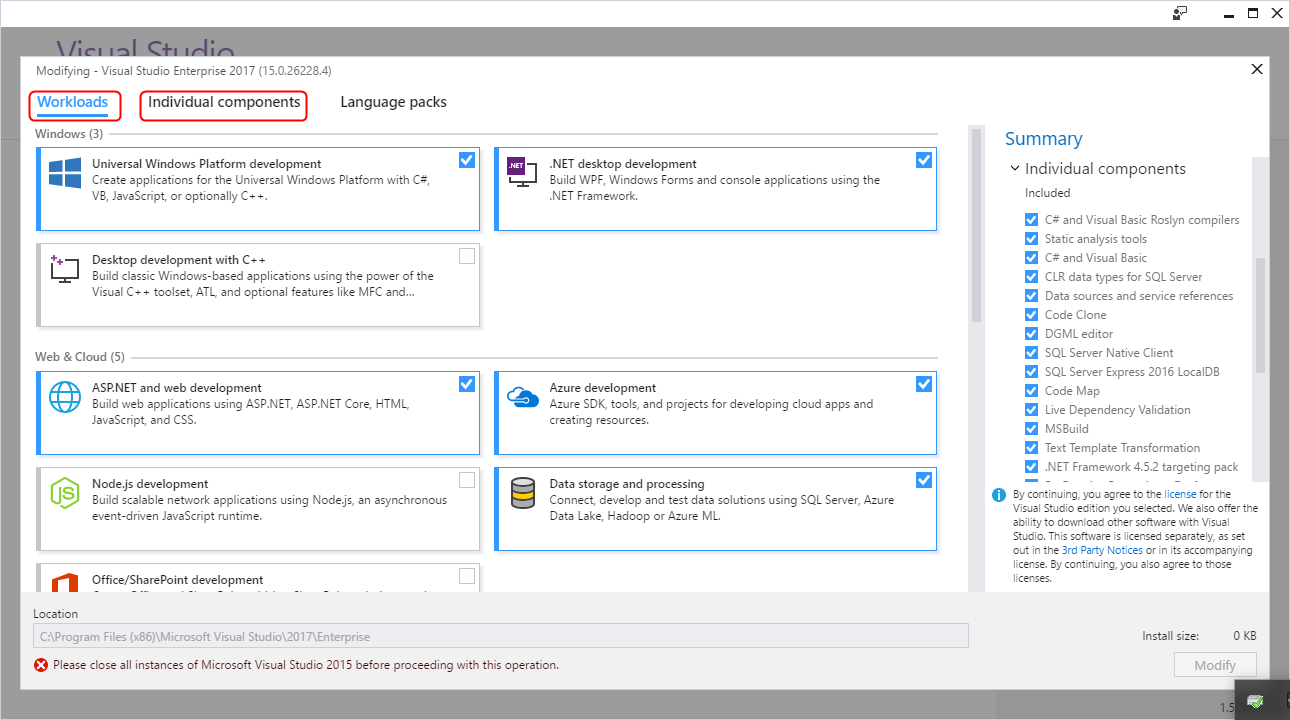 Visual Studio
Modifying - Visual Studio Enterprise 2017 (15.0.26228.4)
Workloads
Individual components
Language packs
Windows (3)
Universal Windows Platform development
Create applications for the Universal Windows Platform with C#,
VB, JavaScript, or optionally C++.
.NET
.NET desktop development
Build WPF, Windows Forms and console applications using the
.NET Framework.
Desktop development with C++
Build classic Windows-based applications using the power of the
Visual C++ toolset, ATL, and optional features like MFC and...
Web & Cloud (5)
ASP.NET and web development
Build web applications using ASP.NET, ASP.NET Core, HTML,
JavaScript, and CSS.
Azure development
Azure SDK, tools, and projects for developing cloud apps and
creating resources.
JS
Node.js development
Build scalable network applications using Node.js, an asynchronous
event-driven JavaScript runtime.
Data storage and processing
Connect, develop and test data solutions using SQL Server, Azure
Data Lake, Hadoop or Azure ML.
Office/SharePoint development
Summary
Individual components
Included
C# and Visual Basic Roslyn compilers
Static analysis tools
C# and Visual Basic
CLR data types for SQL Server
Data sources and service references
Code Clone
DGML editor
SQL Server Native Client
SQL Server Express 2016 LocalDB
Code Map
Live Dependency Validation
MSBuild
Text Template Transformation
.NET Framework 4.5.2 targeting pack
By continuing, you agree to the license for the
Visual Studio edition you selected. We also offer the
ability to download other software with Visual
Studio. This software is licensed separately, as set
out in the 3rd Party Notices or in its accompanying
license. By continuing, you also agree to those
licenses.
Location
C:\Program Files (x86)\Microsoft Visual Studio\2017\Enterprise
Install size: 0 KB
Please close all instances of Microsoft Visual Studio 2015 before proceeding with this operation.
Modify
1.5